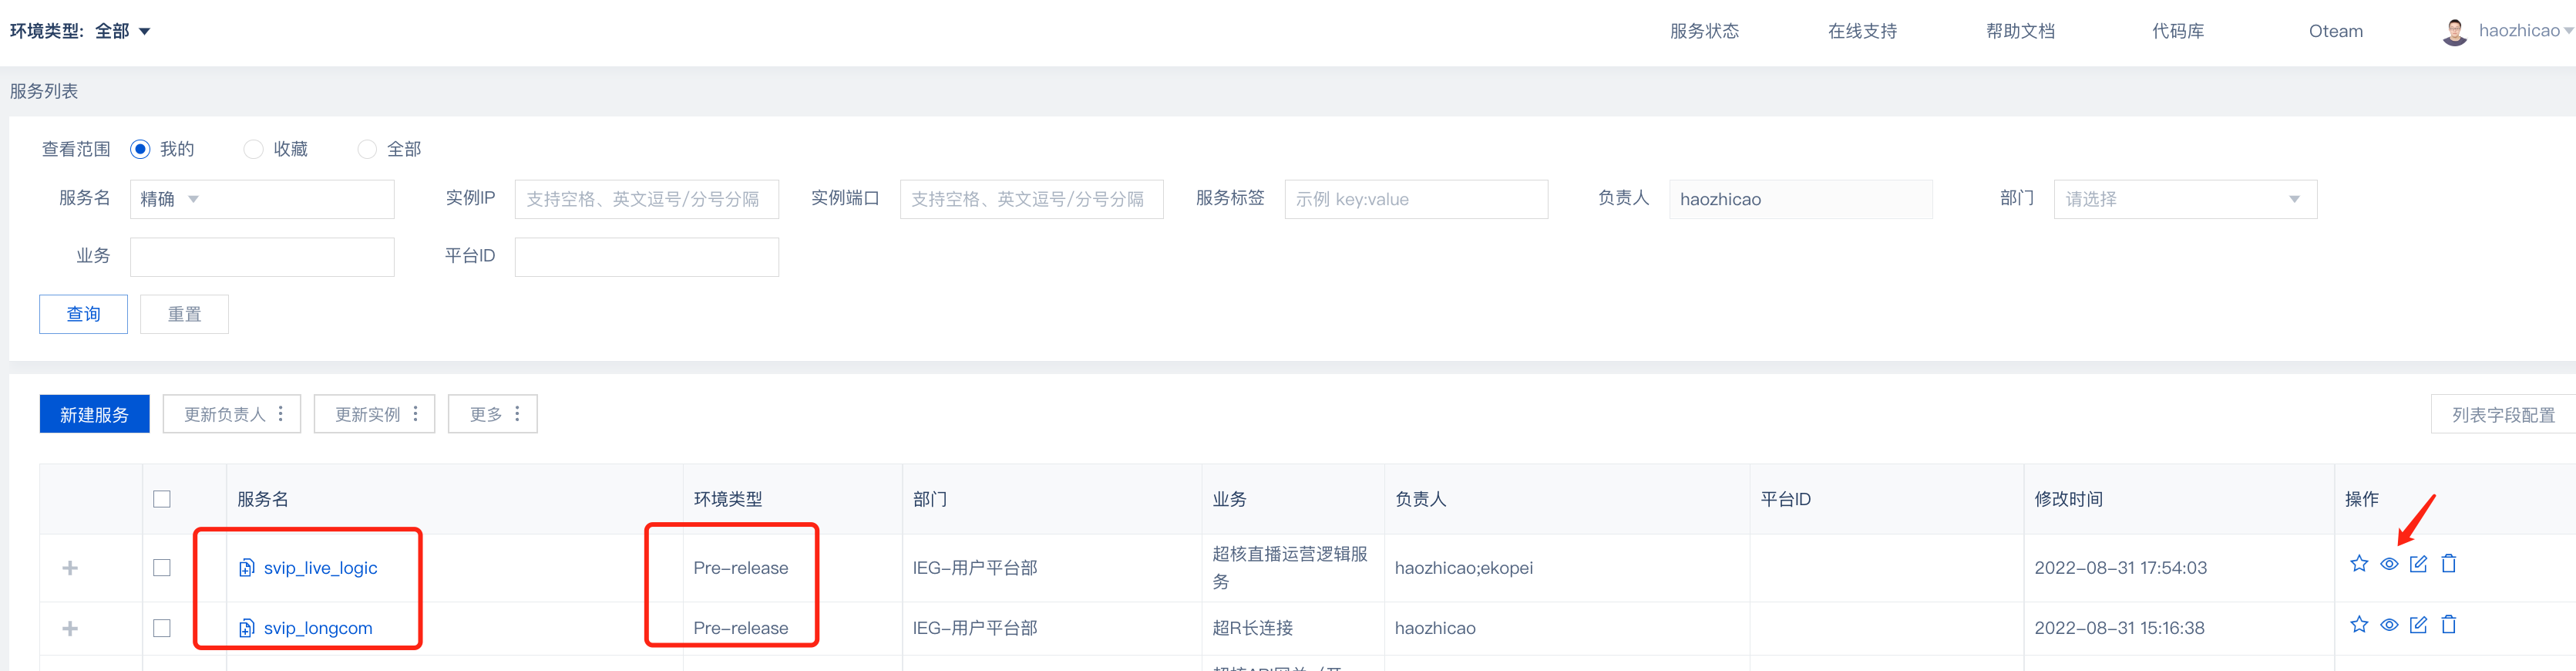 环境类型: 全部
服务状态
在线支持
帮助文档
代码库
Oteam
haozhicao
服务列表
查看范围
我的
收藏
全部
服务名
精确
实例IP
支持空格、英文逗号/分号分隔
实例端口
支持空格、英文逗号/分号分隔
服务标签
示例 key:value
负责人
haozhicao
部门
请选择
业务
平台ID
查询
重置
新建服务
更新负责人
更新实例
更多
列表字段配置
服务名
环境类型
部门
业务
负责人
平台ID
修改时间
操作
svip_live_logic
Pre-release
IEG-用户平台部
超核直播运营逻辑服
务
haozhicao;ekopei
2022-08-31 17:54:03
svip_longcom
Pre-release
IEG-用户平台部
超R长连接
haozhicao
2022-08-31 15:16:38